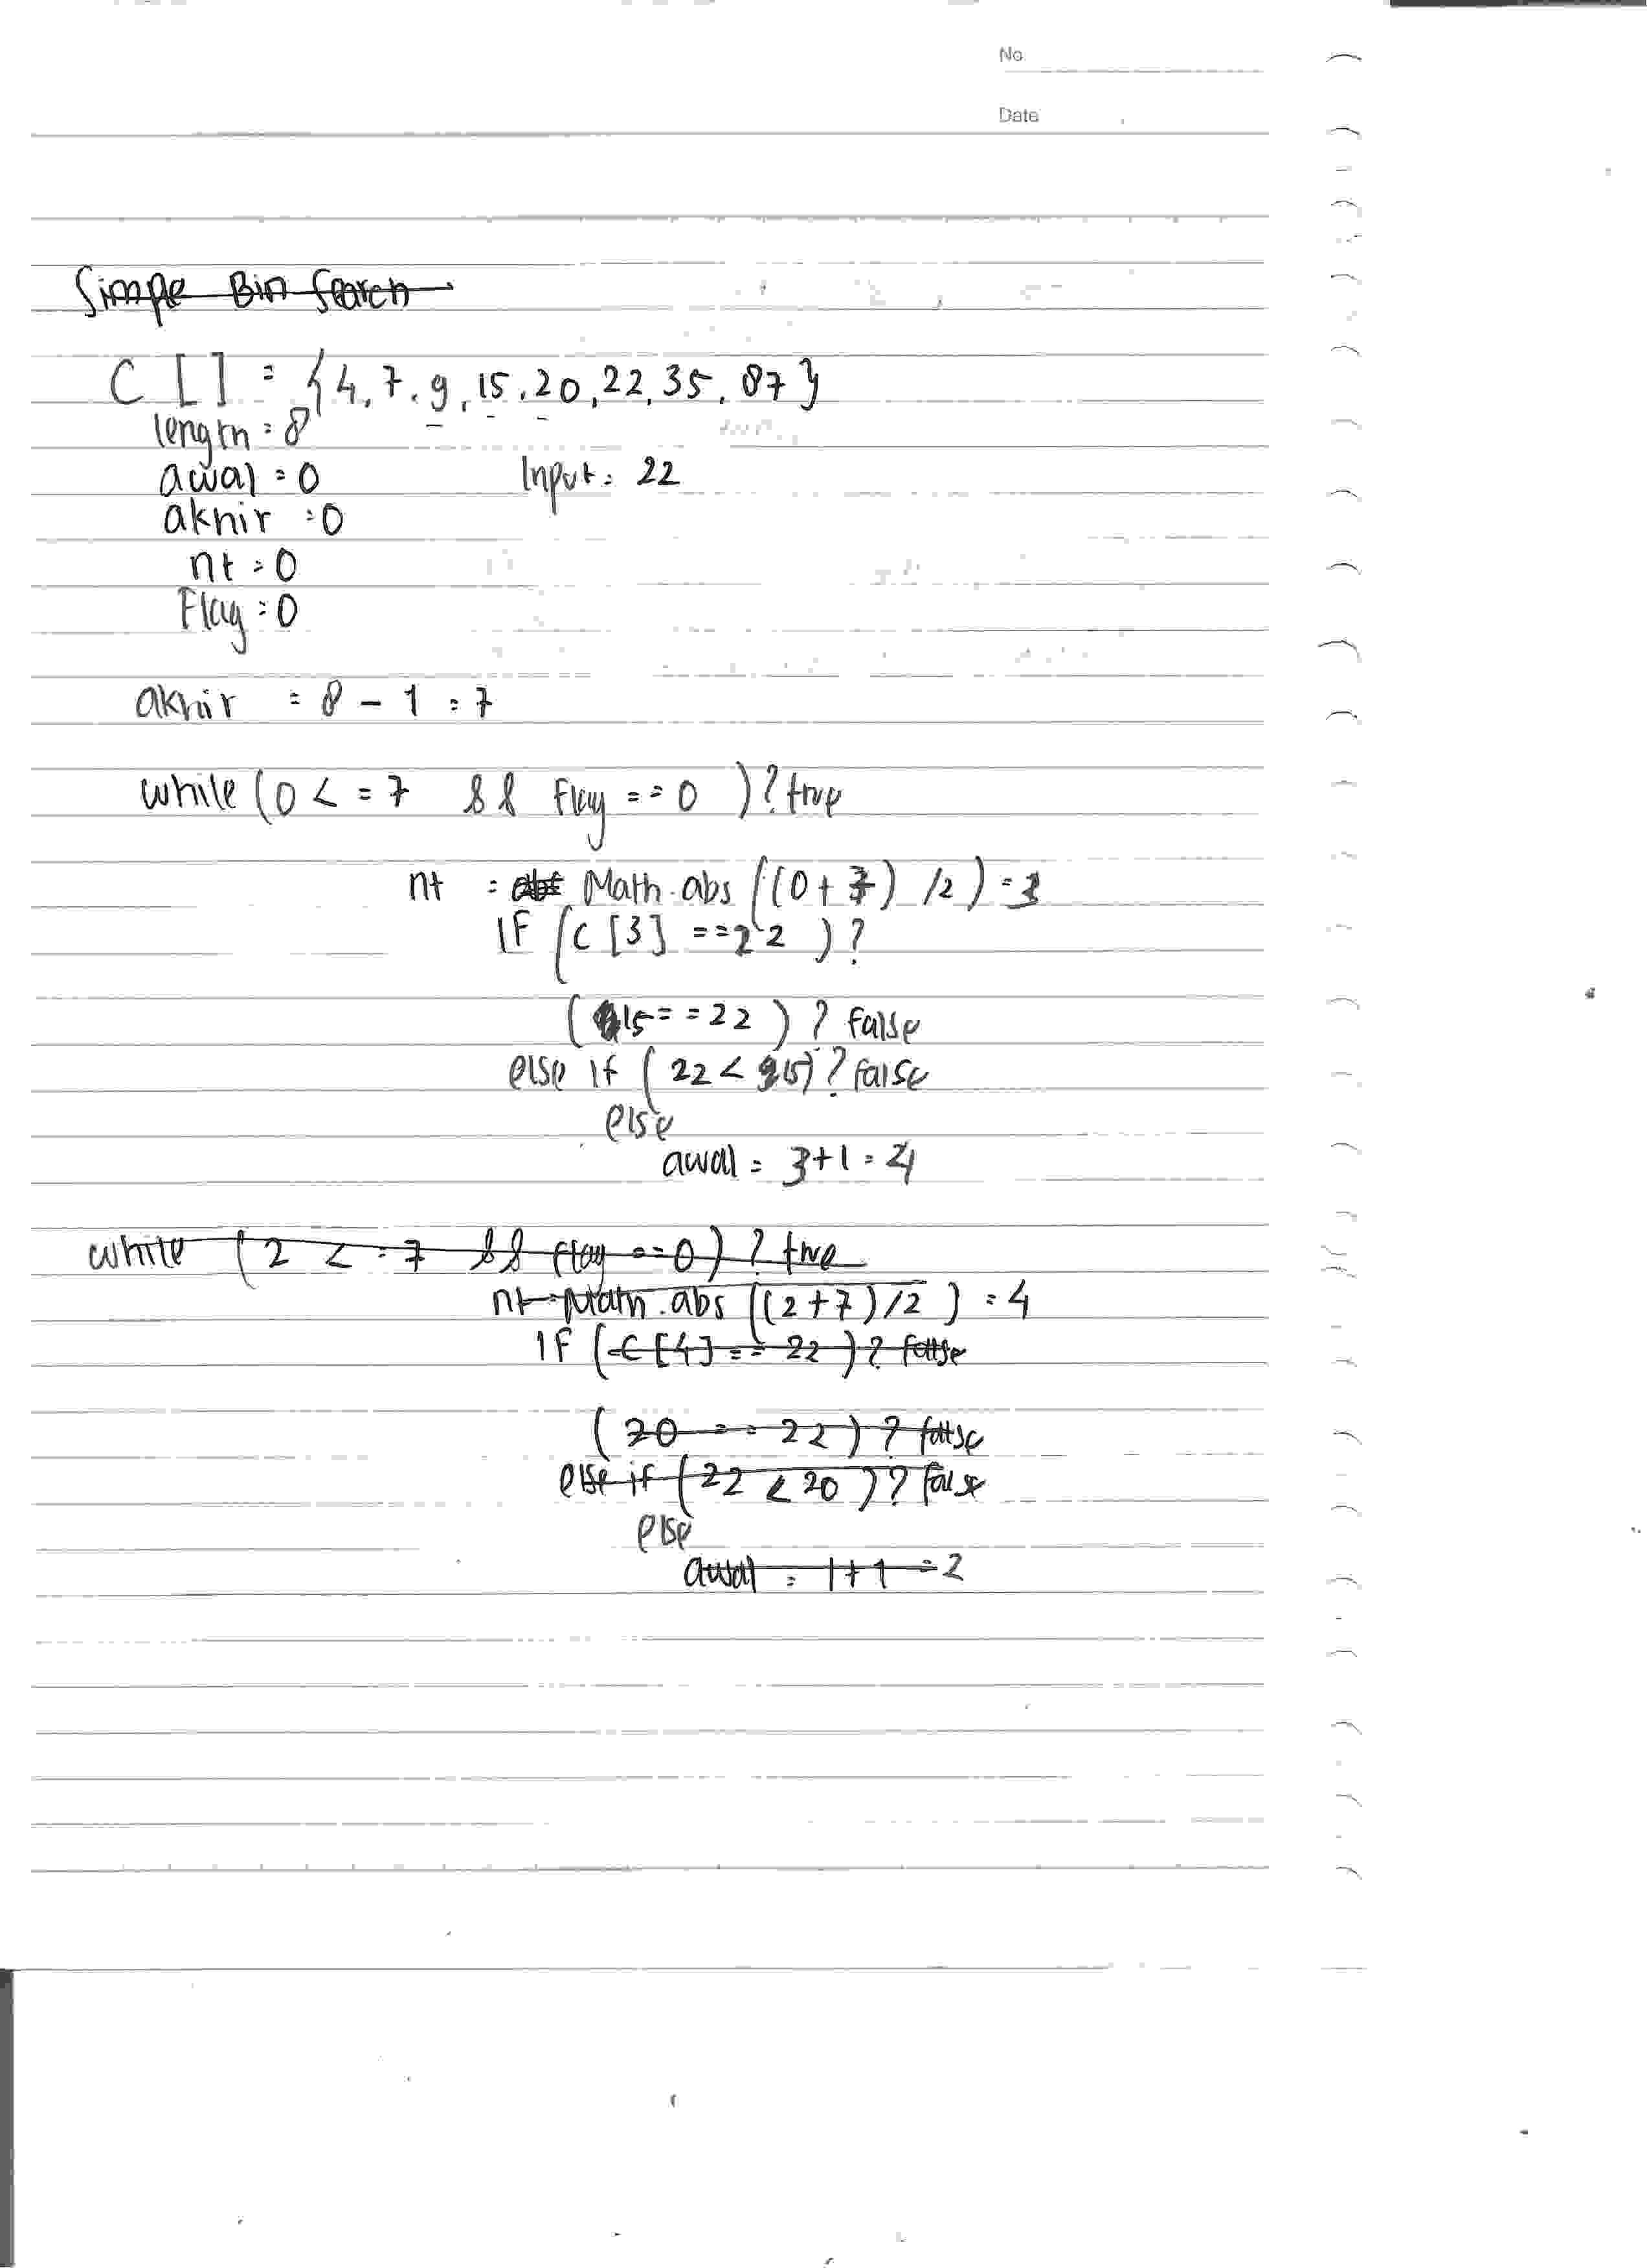 No.
Date
Simple Bin Search
C [ ] = {4, 7, 9, 15, 20, 22, 35, 87}
length = 8
awal = 0 Input = 22
akhir = 0
nt = 0
Flag = 0
akhir = 8 - 1 = 7
while (0 <= 7 && Flag == 0) ? true
nt = abs Math.abs ((0+7) /2) = 3
IF (C [3] == 22 ) ?
(15 == 22 ) ? False
else if ( 22 < 15) ? False
else
awal = 3+1 = 4
while (2 <= 7 && Flag == 0) ? true
nt = Math.abs ((2+7)/2) = 4
IF (C [4] == 22 ) ? false
(20 == 22 ) ? false
else if (22 < 20 ) ? false
else
awal = 1+1 = 2